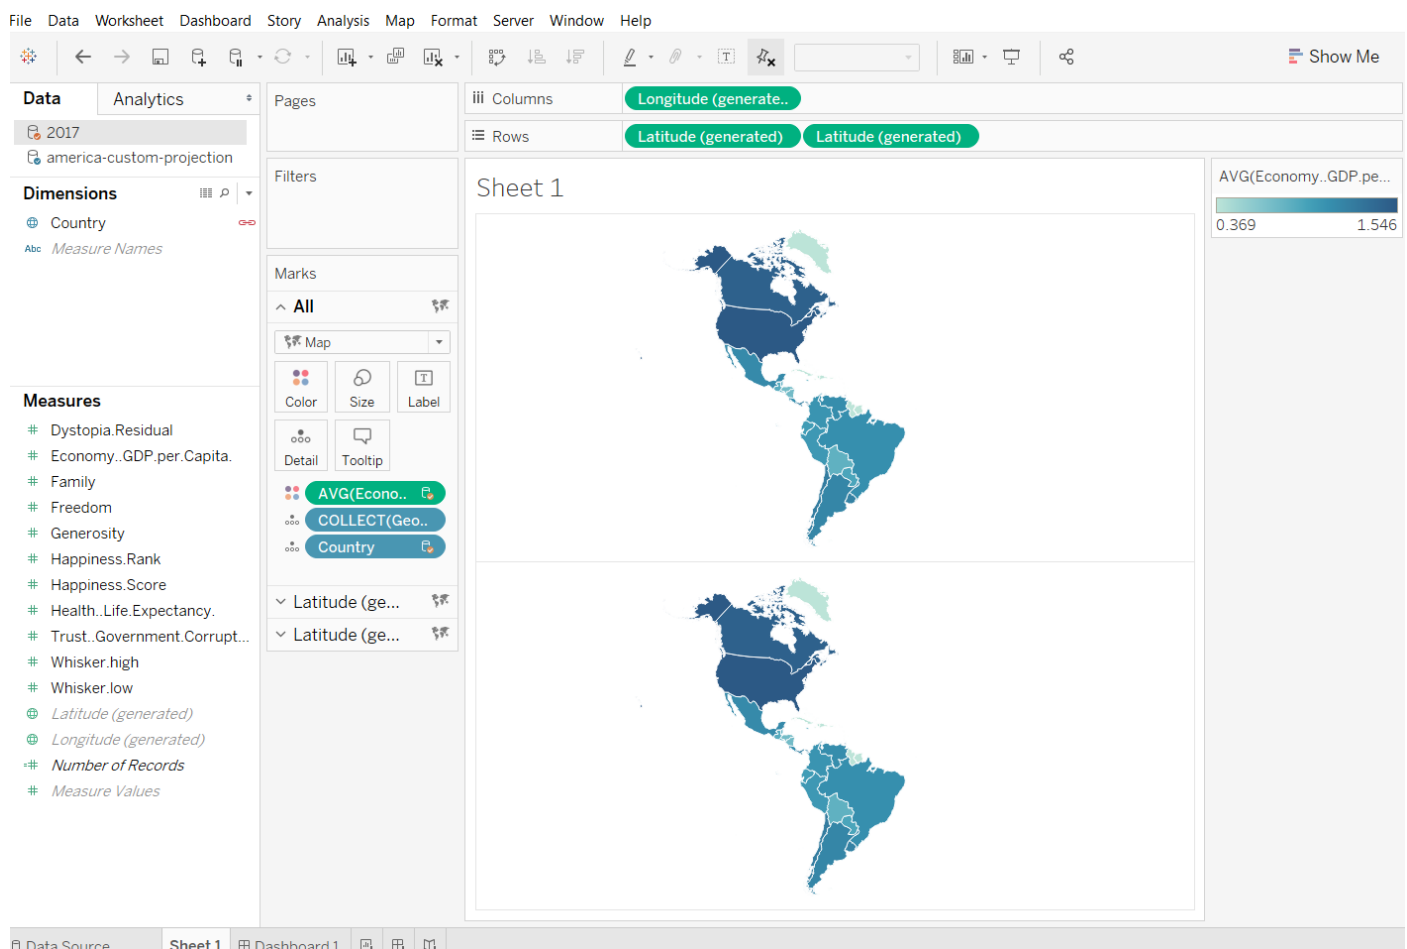 File Data Worksheet Dashboard Story Analysis Map Format Server Window Help
Show Me
Data Analytics
2017
america-custom-projection
Dimensions
Country
Abc Measure Names
Measures
Dystopia.Residual
Economy..GDP.per.Capita.
Family
Freedom
Generosity
Happiness.Rank
Happiness.Score
Health..Life.Expectancy.
Trust..Government.Corrupt...
Whisker.high
Whisker.low
Latitude (generated)
Longitude (generated)
Number of Records
Measure Values
Pages
Filters
Marks
All
Map
Color Size Label
Detail Tooltip
AVG(Econo..
COLLECT(Geo..
Country
Latitude (ge...
Latitude (ge...
Columns Longitude (generate..
Rows Latitude (generated) Latitude (generated)
Sheet 1
AVG(Economy..GDP.pe...
0.369 1.546
Data Source Sheet 1 Dashboard 1